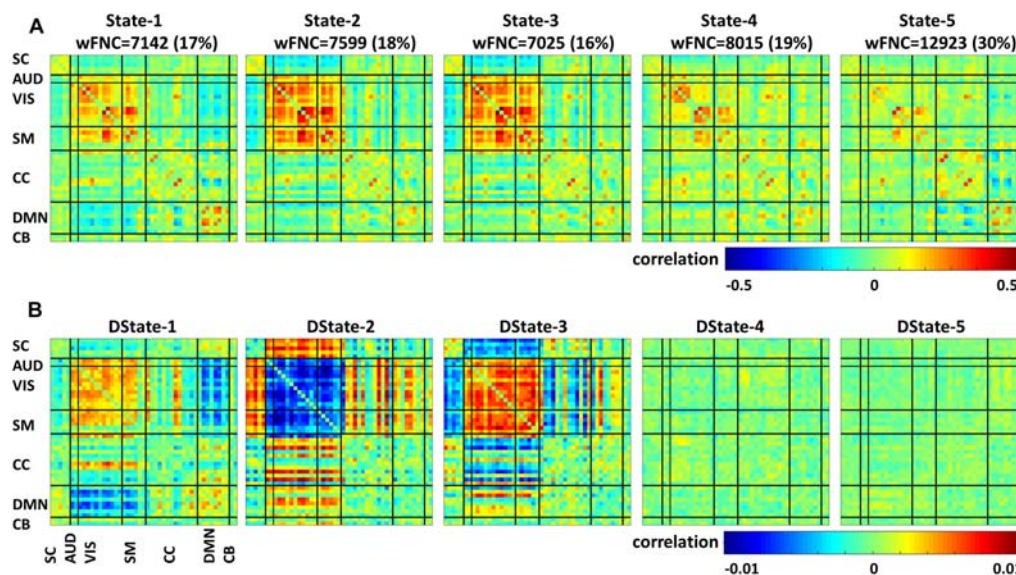 A
State-1 State-2 State-3 State-4 State-5
wFNC=7142 (17%) wFNC=7599 (18%) wFNC=7025 (16%) wFNC=8015 (19%) wFNC=12923 (30%)
SC
AUD
VIS
SM
CC
DMN
CB
correlation
-0.5 0 0.5
B
DState-1 DState-2 DState-3 DState-4 DState-5
SC
AUD
VIS
SM
CC
DMN
CB
SC AUD VIS SM CC DMN CB
correlation
-0.01 0 0.01